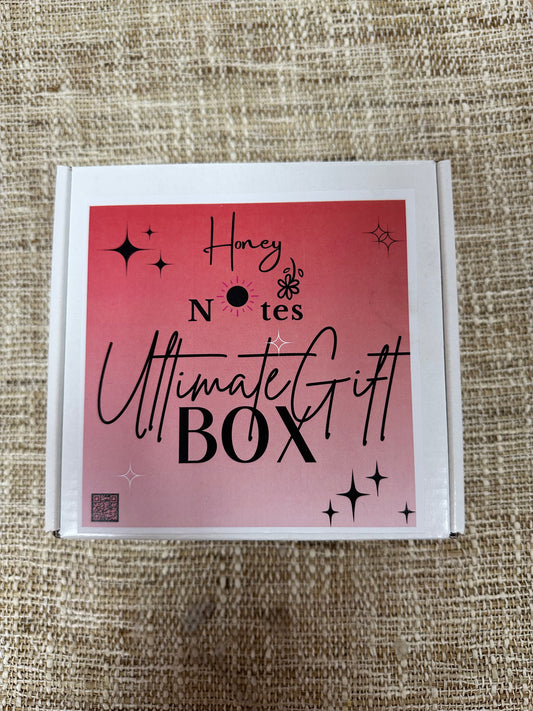 Honey
Notes
Ultimate Gift
BOX